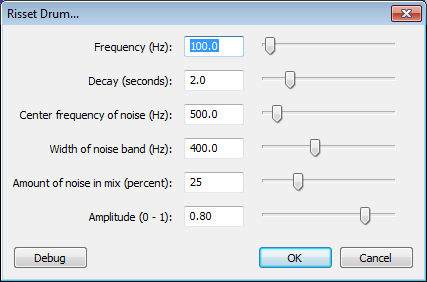 Risset Drum...
Frequency (Hz): 100.0
Decay (seconds): 2.0
Center frequency of noise (Hz): 500.0
Width of noise band (Hz): 400.0
Amount of noise in mix (percent): 25
Amplitude (0 - 1): 0.80
Debug OK Cancel